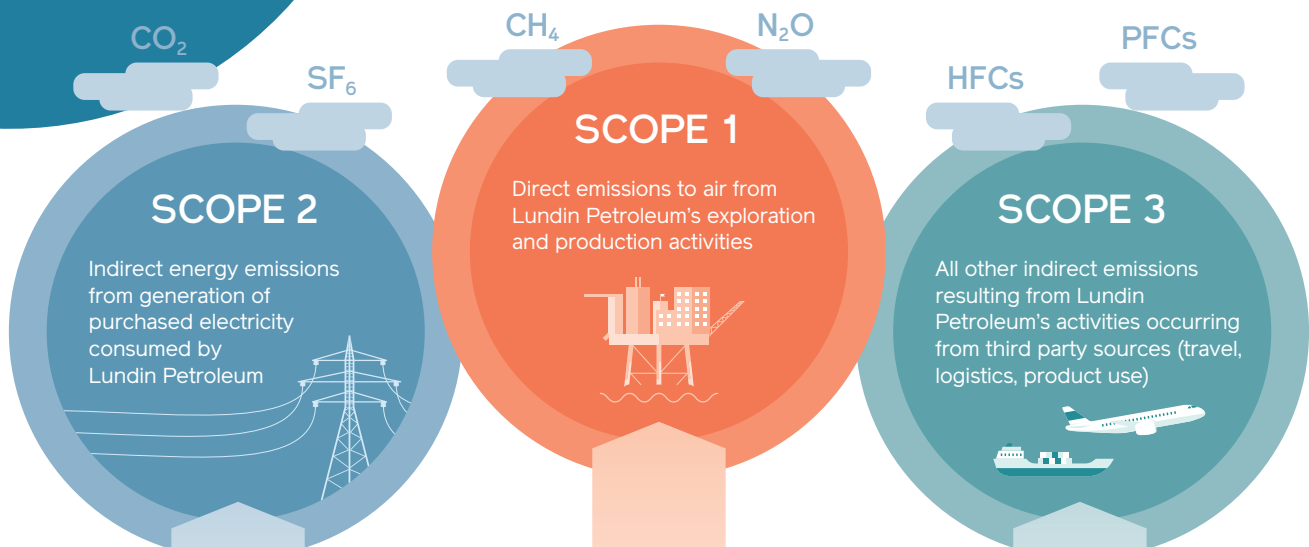 CO₂
SF₆
CH₄
N₂O
HFCs
PFCs
SCOPE 2
Indirect energy emissions
from generation of
purchased electricity
consumed by
Lundin Petroleum
SCOPE 1
Direct emissions to air from
Lundin Petroleum's exploration
and production activities
SCOPE 3
All other indirect emissions
resulting from Lundin
Petroleum's activities occurring
from third party sources (travel,
logistics, product use)